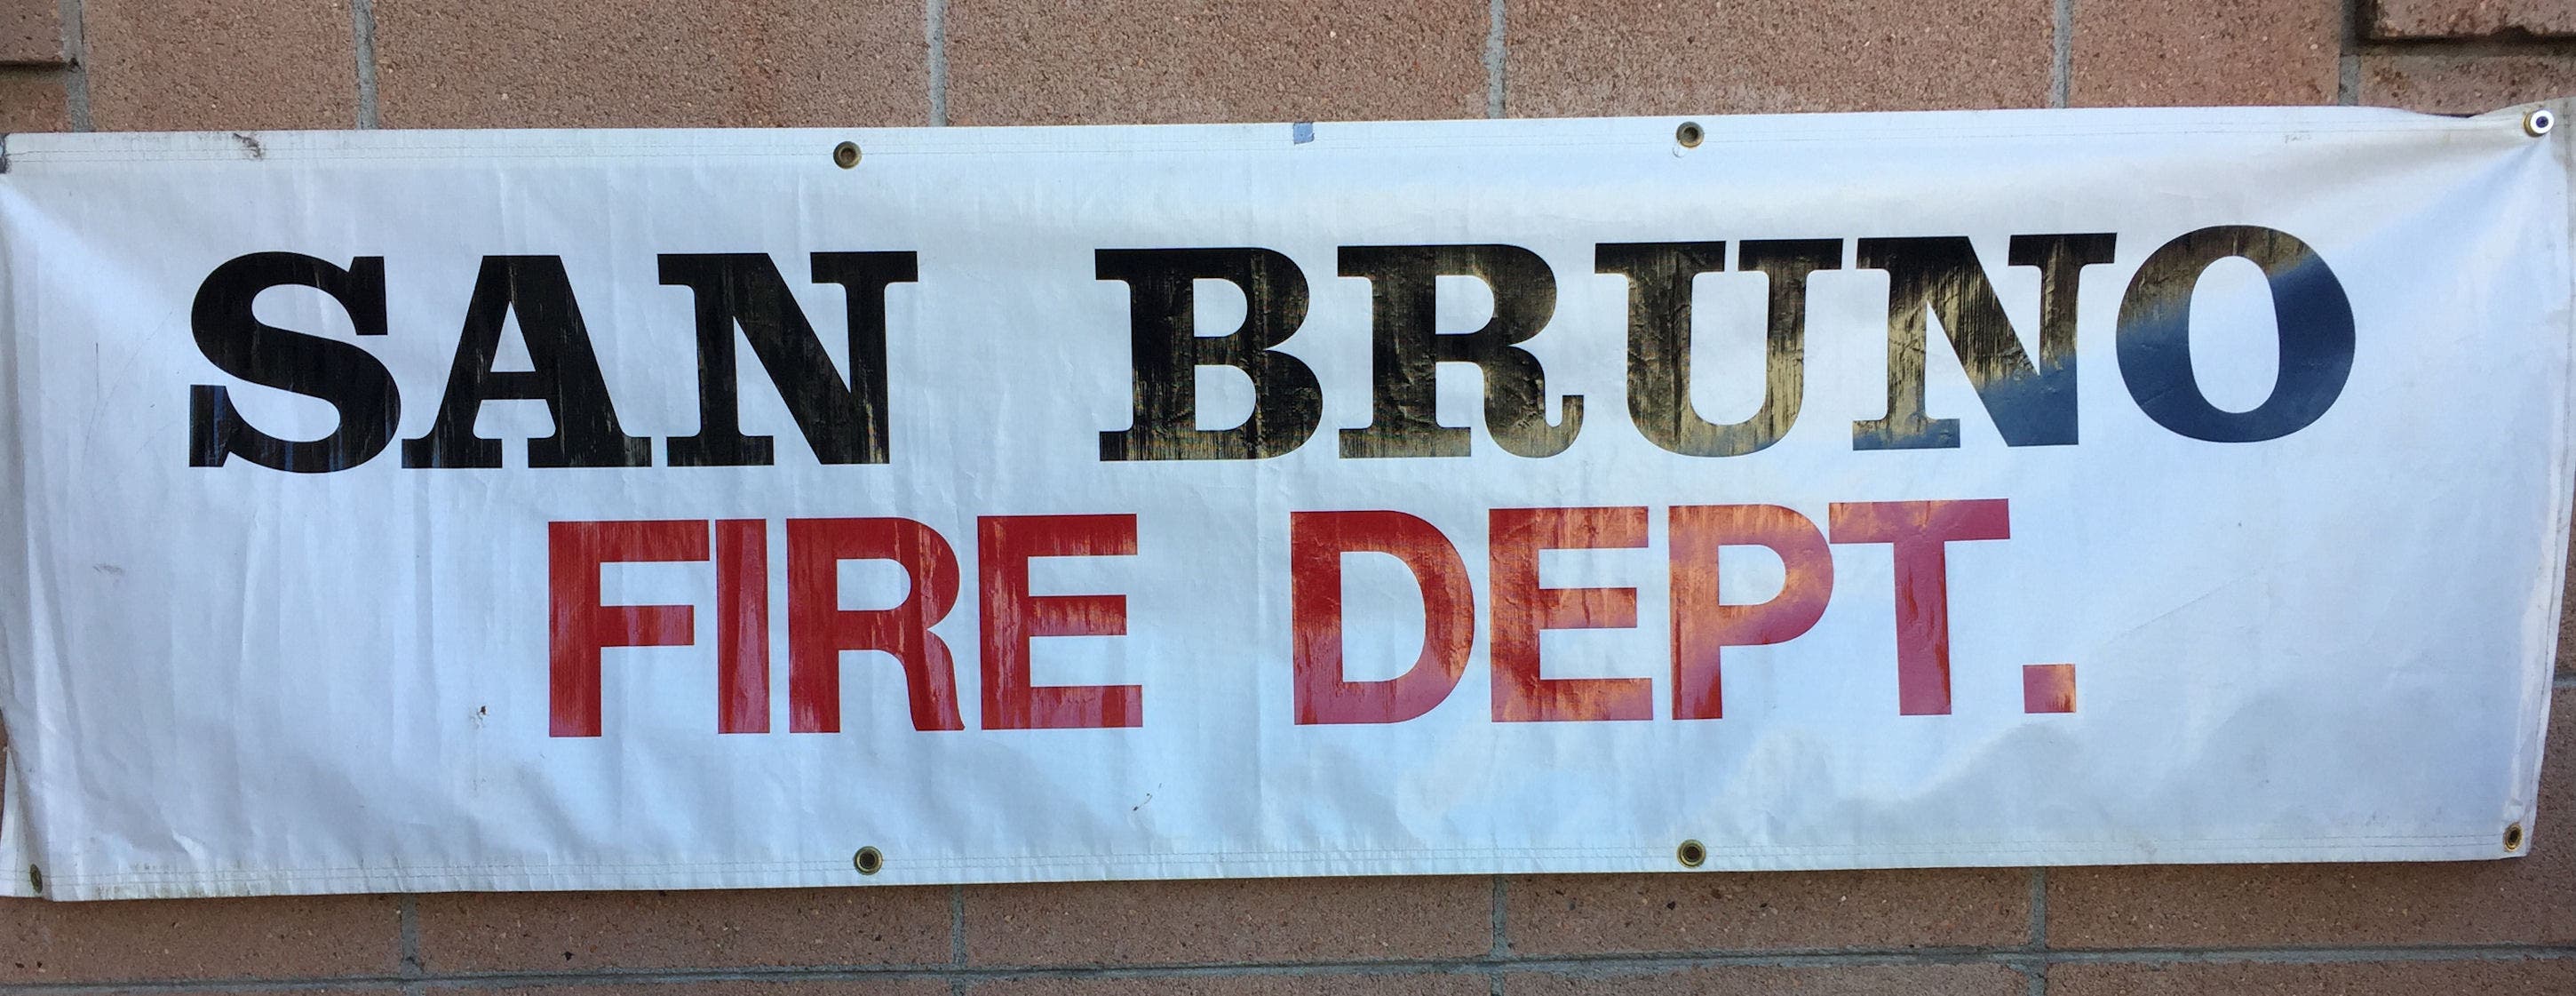 SAN BRUNO
FIRE DEPT.